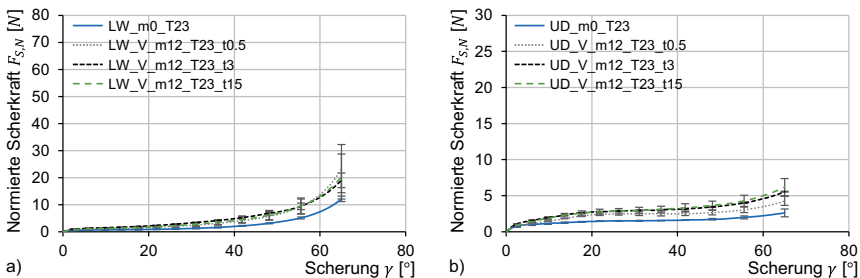 Normierte Scherkraft F_{S,N} [N]
80
70
60
50
40
30
20
10
0
LW_m0_T23
LW_V_m12_T23_t0.5
LW_V_m12_T23_t3
LW_V_m12_T23_t15
0 20 40 60 80
a) Scherung γ [°]
Normierte Scherkraft F_{S,N} [N]
30
25
20
15
10
5
0
UD_m0_T23
UD_V_m12_T23_t0.5
UD_V_m12_T23_t3
UD_V_m12_T23_t15
0 20 40 60 80
b) Scherung γ [°]